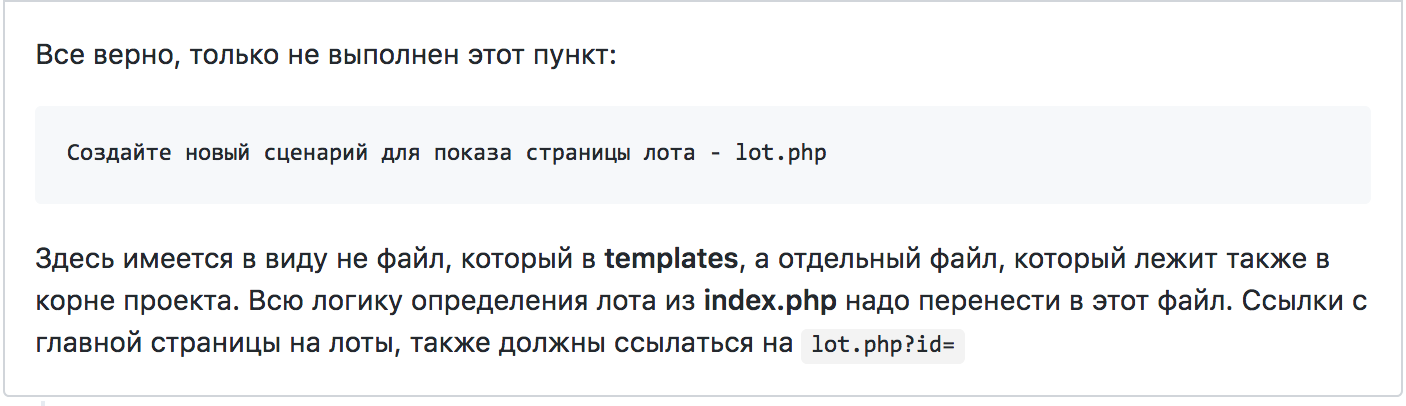 Все верно, только не выполнен этот пункт:
Создайте новый сценарий для показа страницы лота - lot.php
Здесь имеется в виду не файл, который в templates, а отдельный файл, который лежит также в
корне проекта. Всю логику определения лота из index.php надо перенести в этот файл. Ссылки с
главной страницы на лоты, также должны ссылаться на lot.php?id=